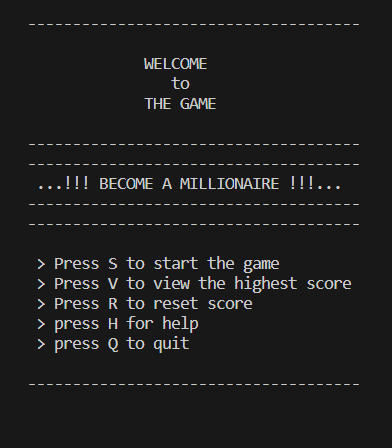 -------------------------------------
WELCOME
to
THE GAME
-------------------------------------
-------------------------------------
...!!! BECOME A MILLIONAIRE !!!...
-------------------------------------
-------------------------------------
> Press S to start the game
> Press V to view the highest score
> Press R to reset score
> press H for help
> press Q to quit
-------------------------------------